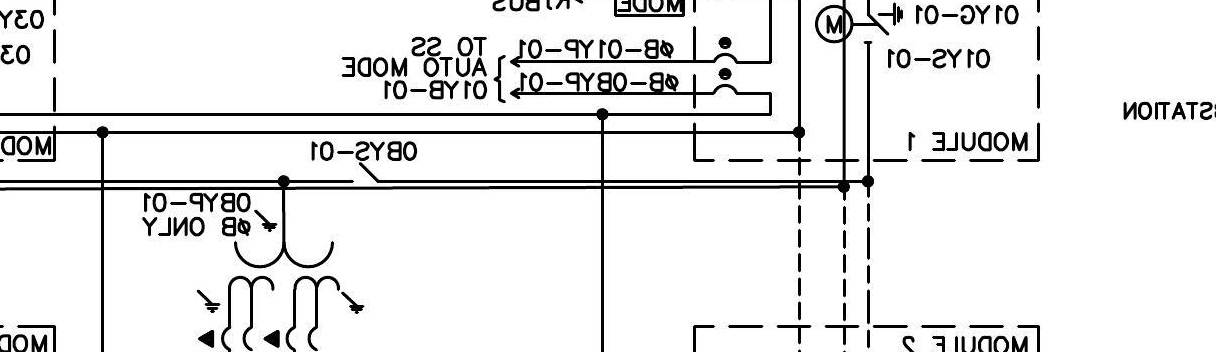 MODE
03Y
03
M
01YG-01
01YS-01
TO SS
AUTO MODE
01YB-01
ØB-01YP-01
ØB-0BYP-01
STATION
MOD
MODULE 1
0BYS-01
0BYP-01
ØB ONLY
MOD
MODULE 2